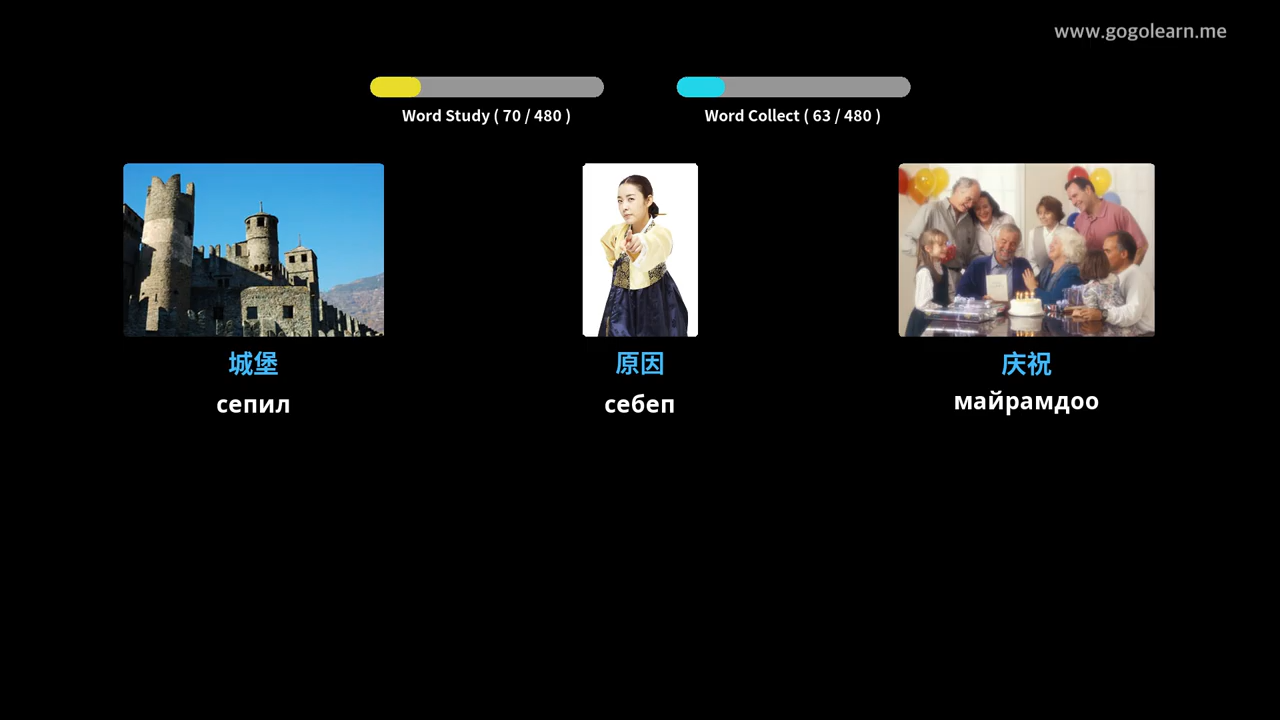 www.gogolearn.me
Word Study ( 70 / 480 )
Word Collect ( 63 / 480 )
城堡
原因
庆祝
сепил
себеп
майрамдоо